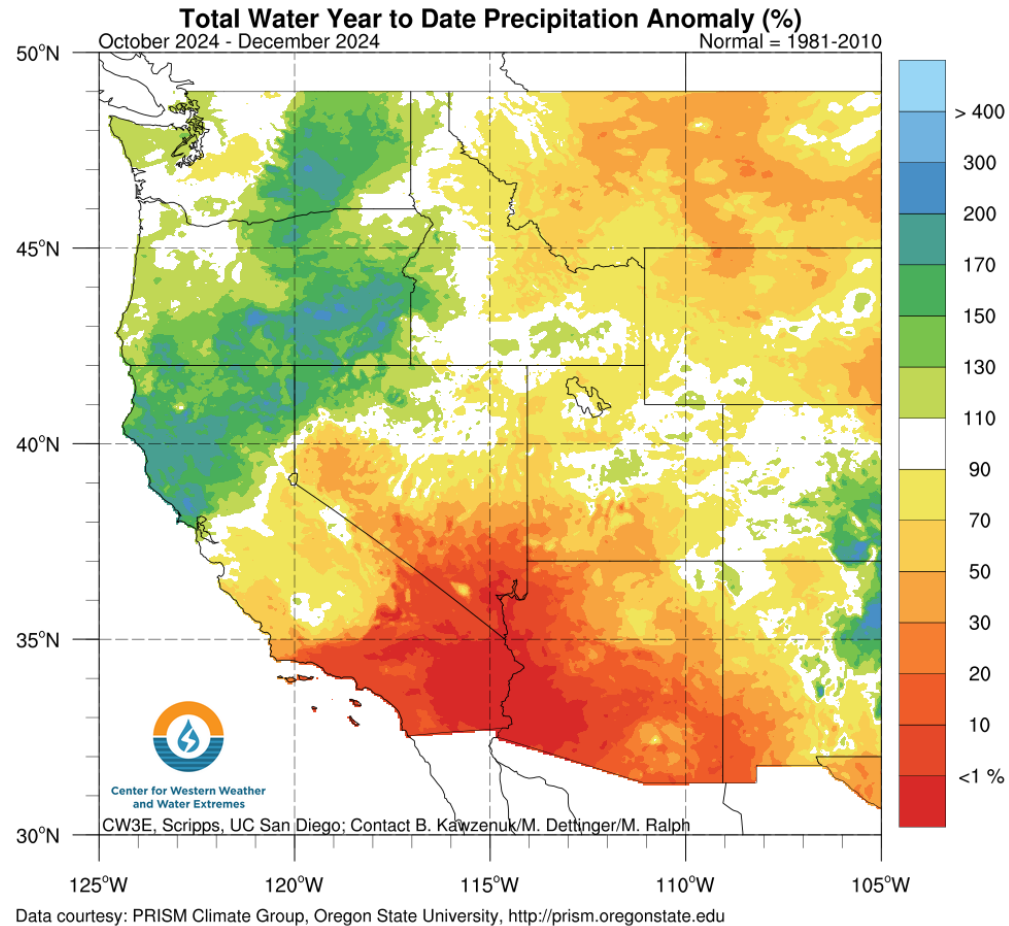 Total Water Year to Date Precipitation Anomaly (%)
October 2024 - December 2024
Normal = 1981-2010
50°N
45°N
40°N
35°N
30°N
> 400
300
200
170
150
130
110
90
70
50
30
20
10
<1 %
Center for Western Weather
and Water Extremes
CW3E, Scripps, UC San Diego; Contact B. Kawzenuk/M. Dettinger/M. Ralph
125°W
120°W
115°W
110°W
105°W
Data courtesy: PRISM Climate Group, Oregon State University, http://prism.oregonstate.edu